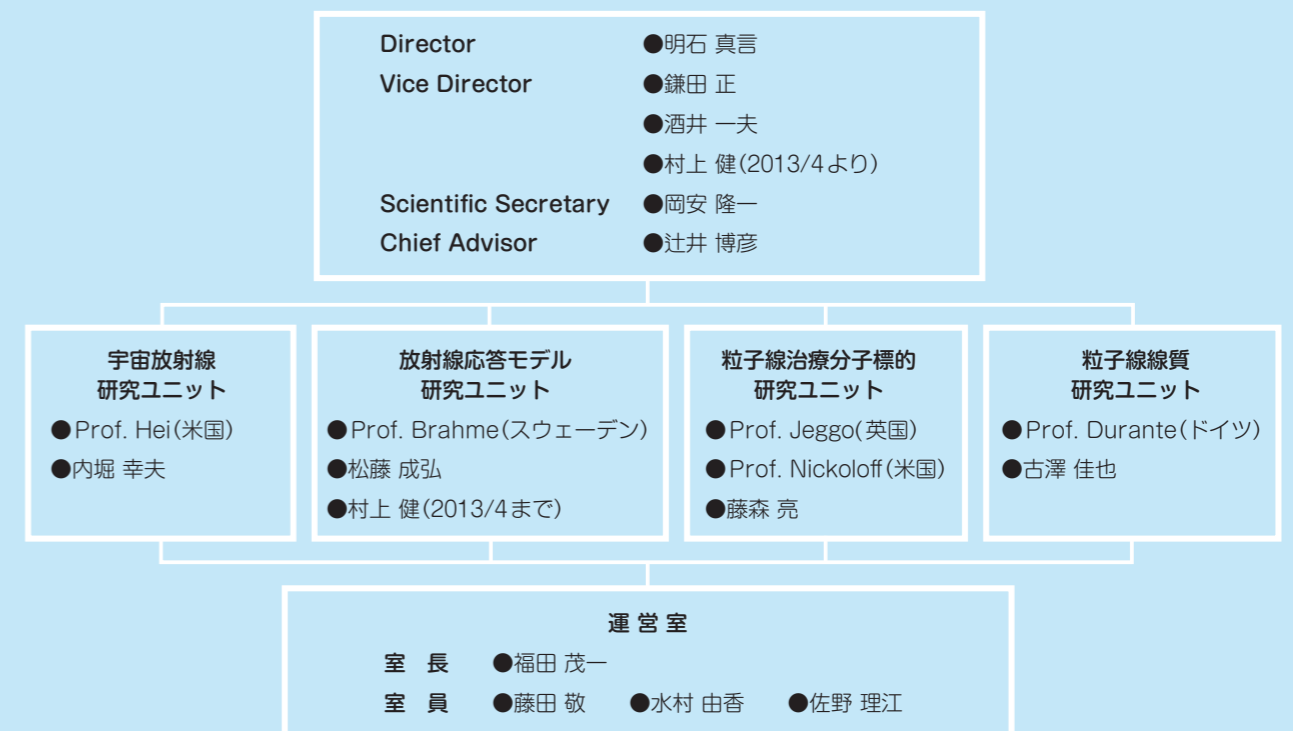 Director ●明石 真言
Vice Director ●鎌田 正
●酒井 一夫
●村上 健(2013/4より)
Scientific Secretary ●岡安 隆一
Chief Advisor ●辻井 博彦
宇宙放射線
研究ユニット
●Prof. Hei(米国)
●内堀 幸夫
放射線応答モデル
研究ユニット
●Prof. Brahme(スウェーデン)
●松藤 成弘
●村上 健(2013/4まで)
粒子線治療分子標的
研究ユニット
●Prof. Jeggo(英国)
●Prof. Nickoloff(米国)
●藤森 亮
粒子線線質
研究ユニット
●Prof. Durante(ドイツ)
●古澤 佳也
運営室
室 長 ●福田 茂一
室 員 ●藤田 敬 ●水村 由香 ●佐野 理江